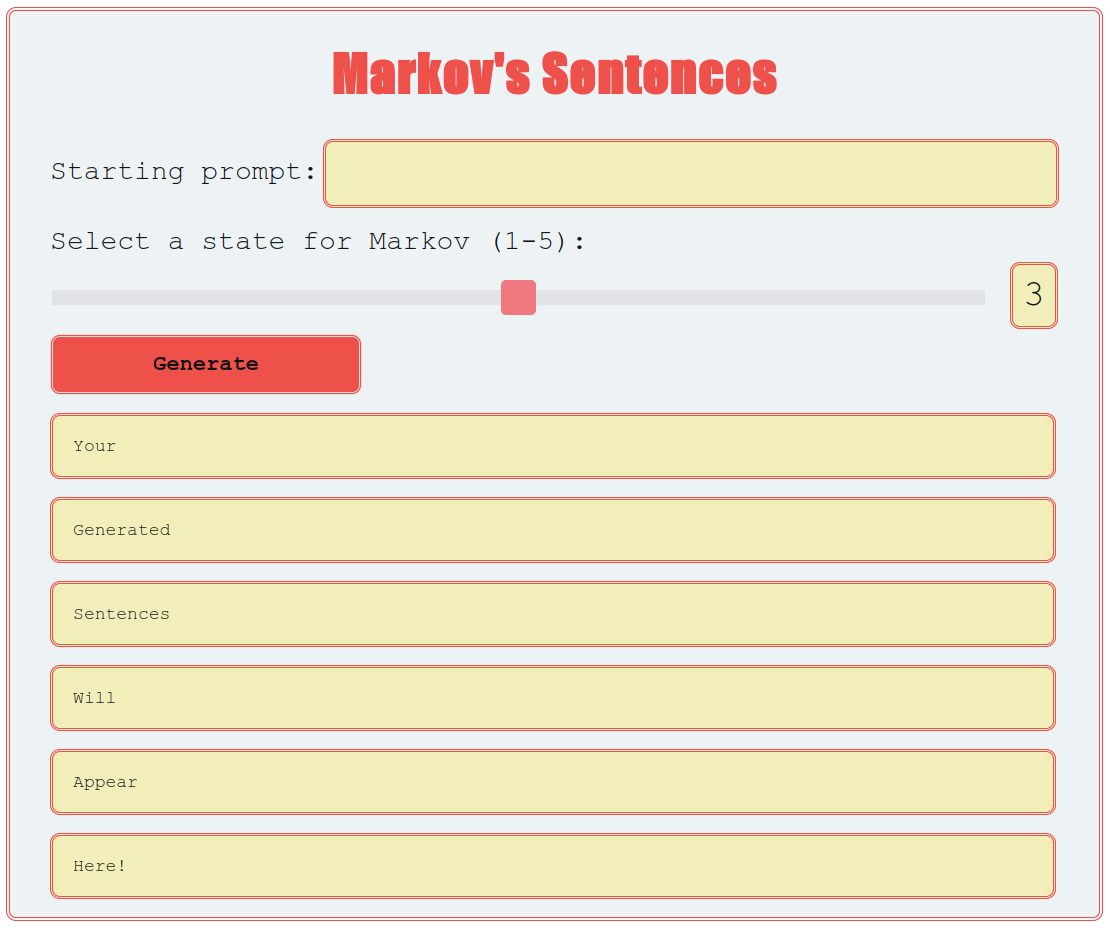 Markov's Sentences
Starting prompt:
Select a state for Markov (1-5):
3
Generate
Your
Generated
Sentences
Will
Appear
Here!